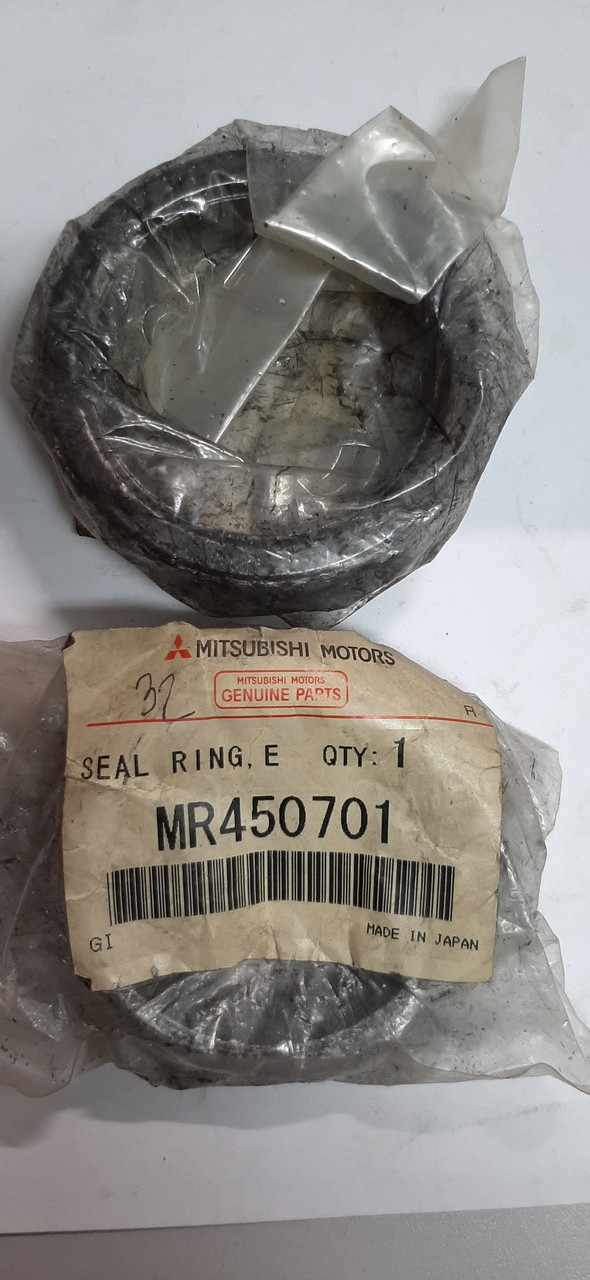 MITSUBISHI MOTORS
32
MITSUBISHI MOTORS
GENUINE PARTS
R
SEAL RING, E QTY: 1
MR450701
GI
MADE IN JAPAN